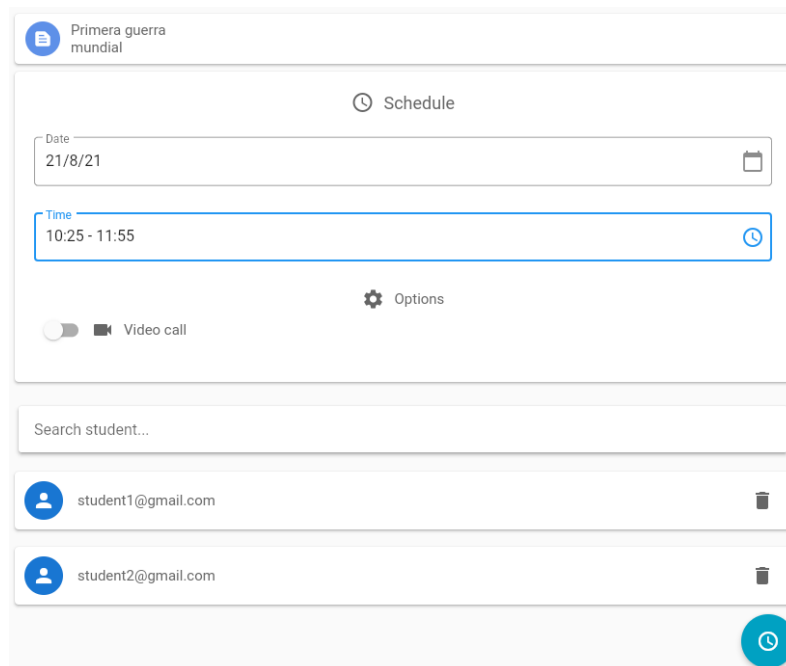 Primera guerra
mundial
Schedule
Date
21/8/21
Time
10:25 - 11:55
Options
Video call
Search student...
student1@gmail.com
student2@gmail.com